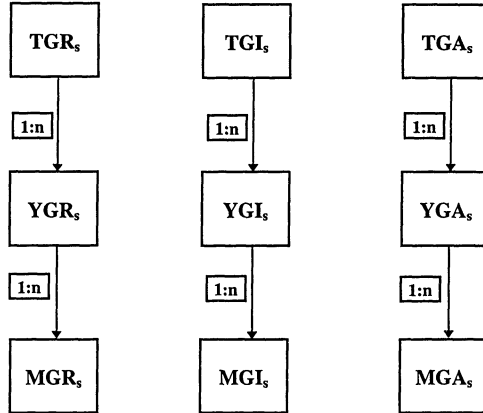 TGRₛ TGIₛ TGAₛ
1:n 1:n 1:n
YGRₛ YGIₛ YGAₛ
1:n 1:n 1:n
MGRₛ MGIₛ MGAₛ